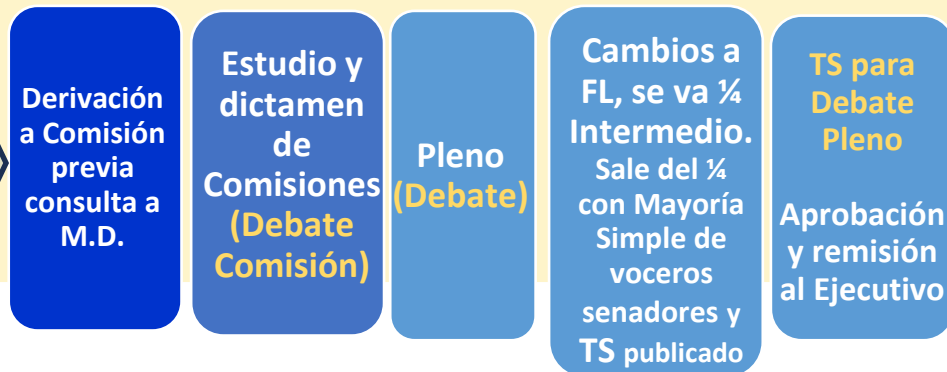 Derivación
a Comisión
previa
consulta a
M.D.
Estudio y
dictamen
de
Comisiones
(Debate
Comisión)
Pleno
(Debate)
Cambios a
FL, se va ¼
Intermedio.
Sale del ¼
con Mayoría
Simple de
voceros
senadores y
TS publicado
TS para
Debate
Pleno
Aprobación
y remisión
al Ejecutivo